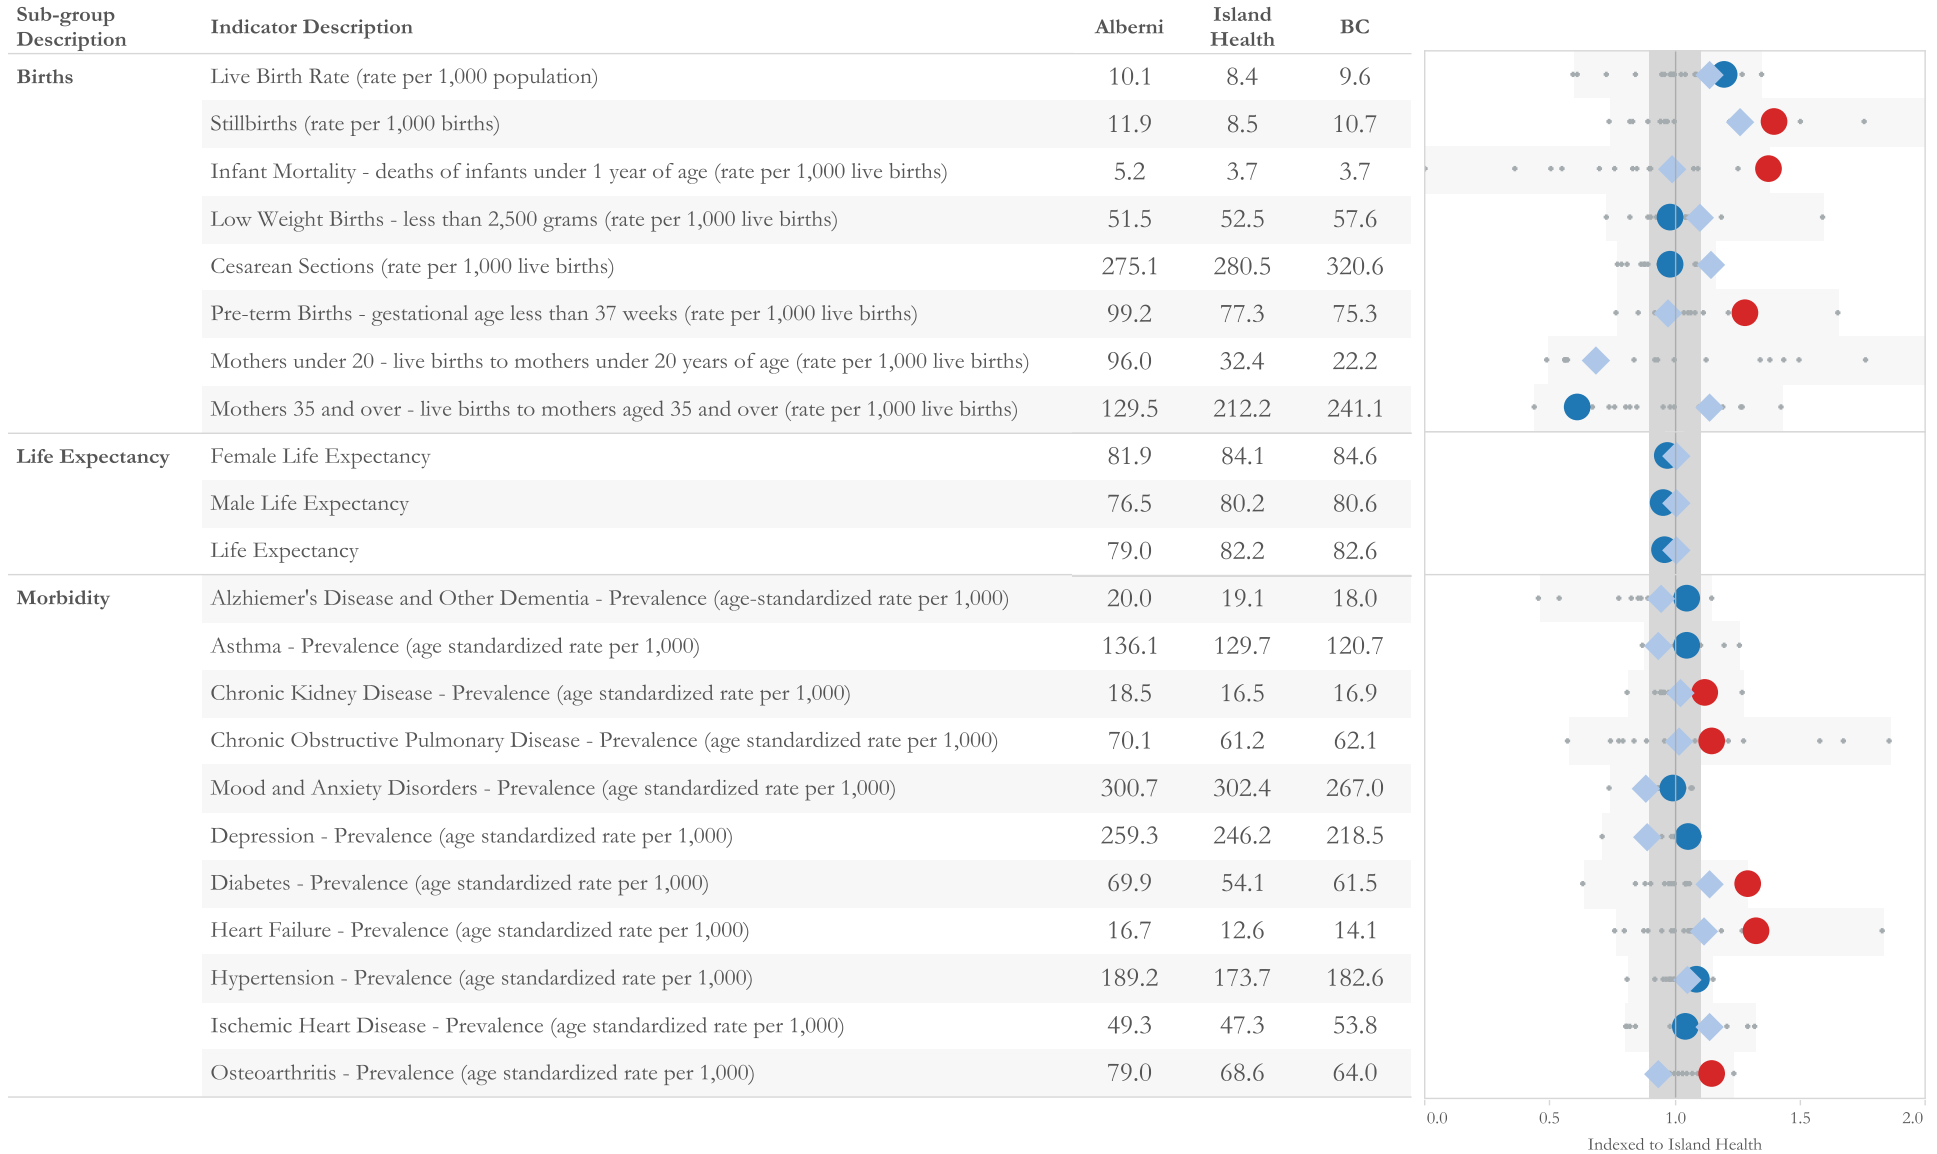 Sub-group Description Indicator Description Alberni Island Health BC
Births Live Birth Rate (rate per 1,000 population) 10.1 8.4 9.6
Stillbirths (rate per 1,000 births) 11.9 8.5 10.7
Infant Mortality - deaths of infants under 1 year of age (rate per 1,000 live births) 5.2 3.7 3.7
Low Weight Births - less than 2,500 grams (rate per 1,000 live births) 51.5 52.5 57.6
Cesarean Sections (rate per 1,000 live births) 275.1 280.5 320.6
Pre-term Births - gestational age less than 37 weeks (rate per 1,000 live births) 99.2 77.3 75.3
Mothers under 20 - live births to mothers under 20 years of age (rate per 1,000 live births) 96.0 32.4 22.2
Mothers 35 and over - live births to mothers aged 35 and over (rate per 1,000 live births) 129.5 212.2 241.1
Life Expectancy Female Life Expectancy 81.9 84.1 84.6
Male Life Expectancy 76.5 80.2 80.6
Life Expectancy 79.0 82.2 82.6
Morbidity Alzhiemer's Disease and Other Dementia - Prevalence (age-standardized rate per 1,000) 20.0 19.1 18.0
Asthma - Prevalence (age standardized rate per 1,000) 136.1 129.7 120.7
Chronic Kidney Disease - Prevalence (age standardized rate per 1,000) 18.5 16.5 16.9
Chronic Obstructive Pulmonary Disease - Prevalence (age standardized rate per 1,000) 70.1 61.2 62.1
Mood and Anxiety Disorders - Prevalence (age standardized rate per 1,000) 300.7 302.4 267.0
Depression - Prevalence (age standardized rate per 1,000) 259.3 246.2 218.5
Diabetes - Prevalence (age standardized rate per 1,000) 69.9 54.1 61.5
Heart Failure - Prevalence (age standardized rate per 1,000) 16.7 12.6 14.1
Hypertension - Prevalence (age standardized rate per 1,000) 189.2 173.7 182.6
Ischemic Heart Disease - Prevalence (age standardized rate per 1,000) 49.3 47.3 53.8
Osteoarthritis - Prevalence (age standardized rate per 1,000) 79.0 68.6 64.0
0.0 0.5 1.0 1.5 2.0
Indexed to Island Health